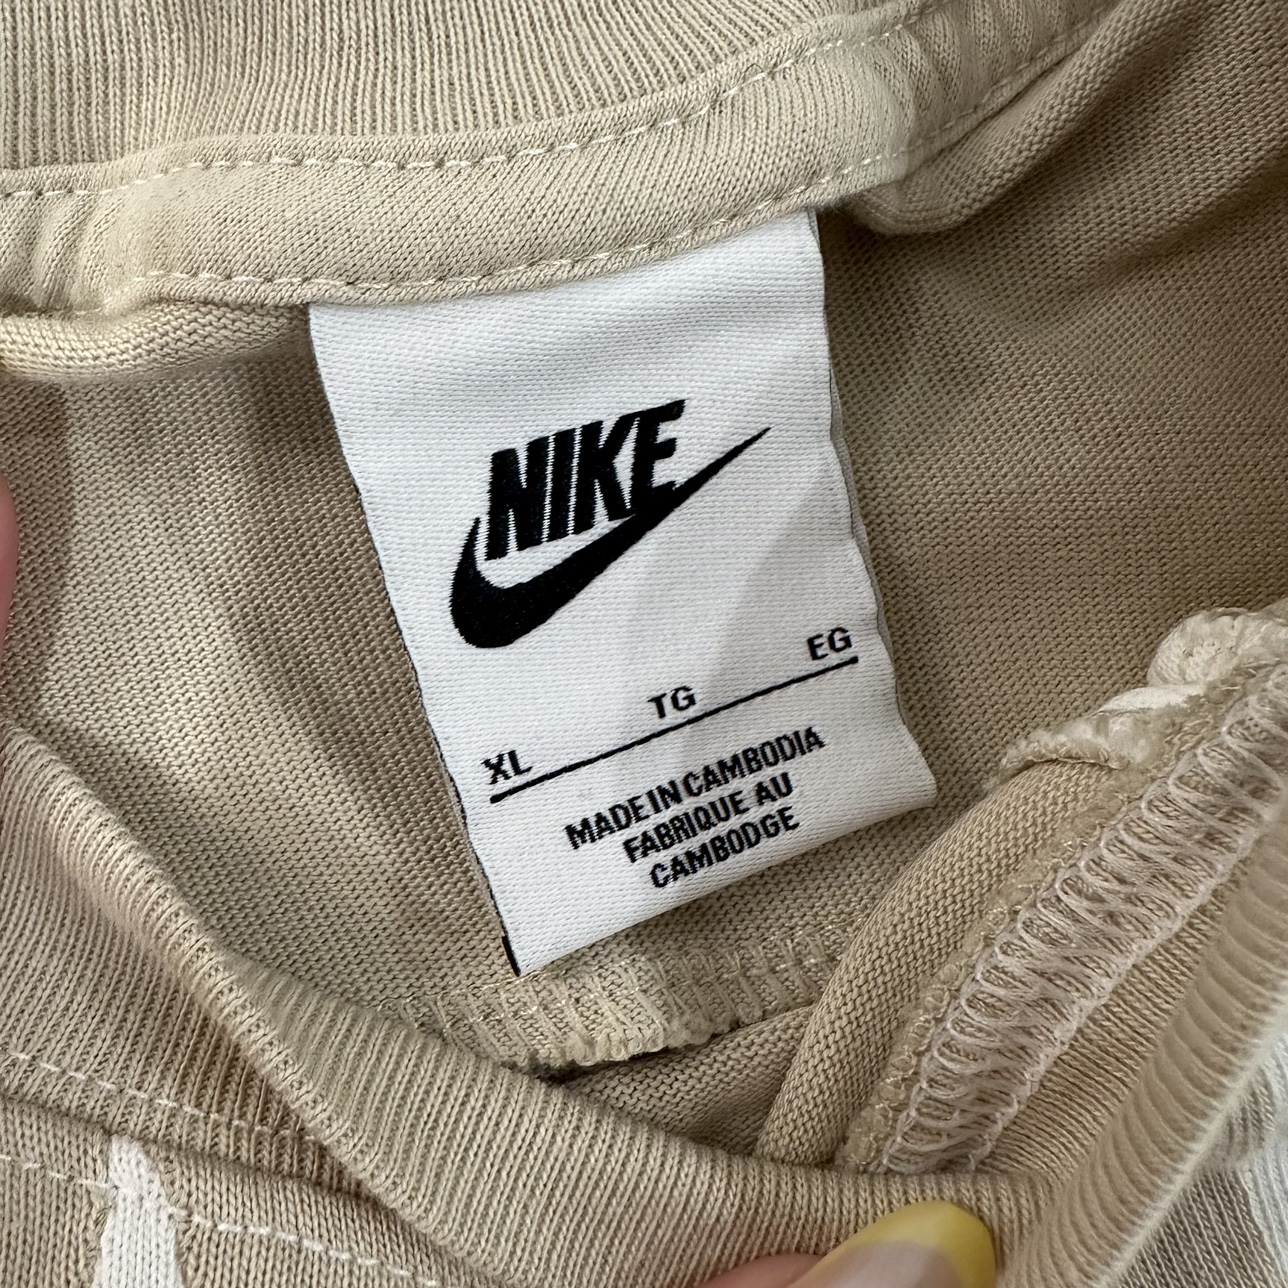 NIKE
XL TG EG
MADE IN CAMBODIA
FABRIQUE AU
CAMBODGE